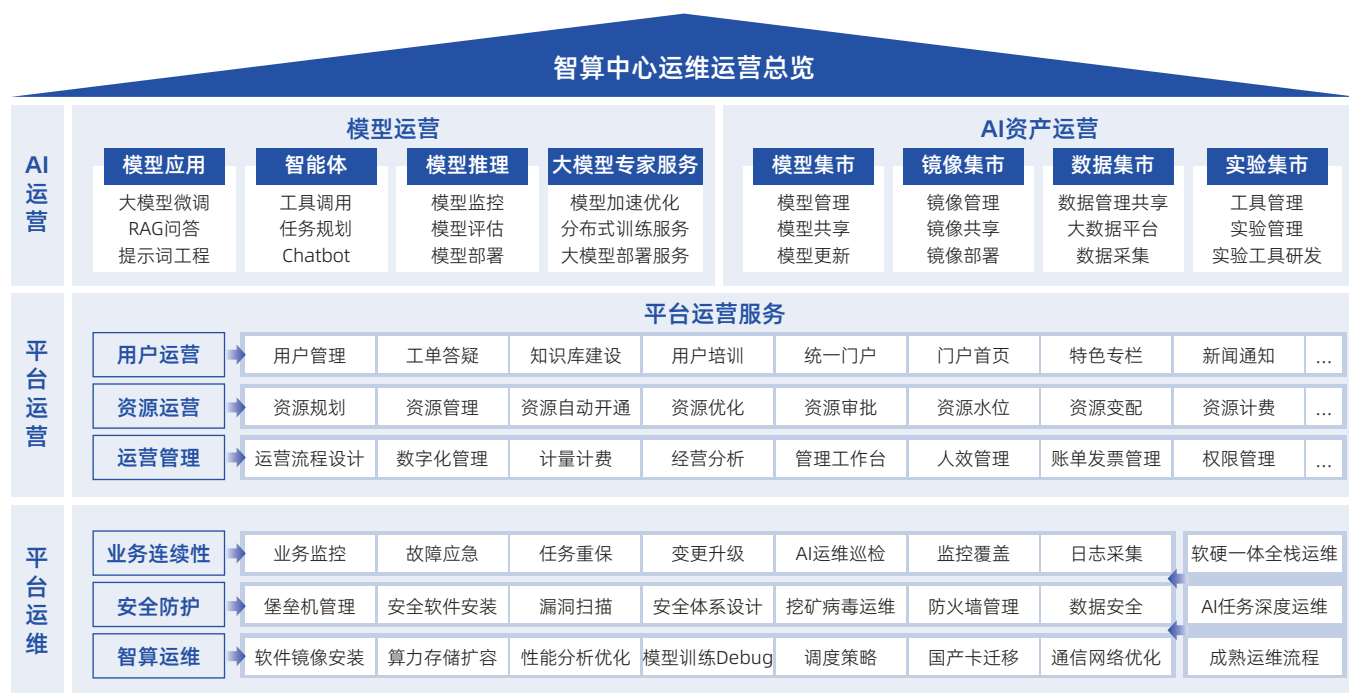 智算中心运维运营总览
AI运营
模型运营
模型应用
大模型微调
RAG问答
提示词工程
智能体
工具调用
任务规划
Chatbot
模型推理
模型监控
模型评估
模型部署
大模型专家服务
模型加速优化
分布式训练服务
大模型部署服务
AI资产运营
模型集市
模型管理
模型共享
模型更新
镜像集市
镜像管理
镜像共享
镜像部署
数据集市
数据管理共享
大数据平台
数据采集
实验集市
工具管理
实验管理
实验工具研发
平台运营
平台运营服务
用户运营 用户管理 工单答疑 知识库建设 用户培训 统一门户 门户首页 特色专栏 新闻通知 ...
资源运营 资源规划 资源管理 资源自动开通 资源优化 资源审批 资源水位 资源变配 资源计费 ...
运营管理 运营流程设计 数字化管理 计量计费 经营分析 管理工作台 人效管理 账单发票管理 权限管理 ...
平台运维
业务连续性 业务监控 故障应急 任务重保 变更升级 AI运维巡检 监控覆盖 日志采集 软硬一体全栈运维
安全防护 堡垒机管理 安全软件安装 漏洞扫描 安全体系设计 挖矿病毒运维 防火墙管理 数据安全 AI任务深度运维
智算运维 软件镜像安装 算力存储扩容 性能分析优化 模型训练Debug 调度策略 国产卡迁移 通信网络优化 成熟运维流程